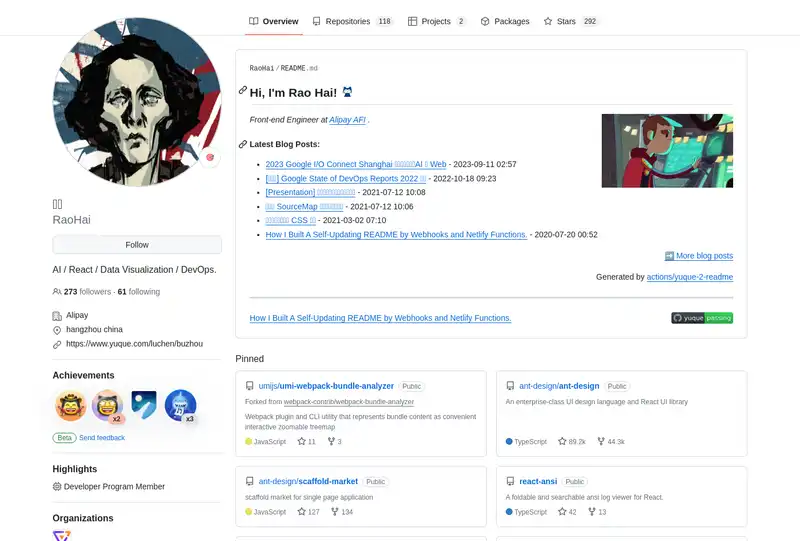 Overview
Repositories 118
Projects 2
Packages
Stars 292
RaoHai / README.md
Hi, I'm Rao Hai!
Front-end Engineer at Alipay AFI .
Latest Blog Posts:
2023 Google I/O Connect Shanghai AI Web - 2023-09-11 02:57
Google State of DevOps Reports 2022 - 2022-10-18 09:23
[Presentation] - 2021-07-12 10:08
SourceMap - 2021-07-12 10:06
CSS - 2021-03-02 07:10
How I Built A Self-Updating README by Webhooks and Netlify Functions. - 2020-07-20 00:52
More blog posts
Generated by actions/yuque-2-readme
How I Built A Self-Updating README by Webhooks and Netlify Functions.
yuque passing
RaoHai
Follow
AI / React / Data Visualization / DevOps.
273 followers · 61 following
Alipay
hangzhou china
https://www.yuque.com/luchen/buzhou
Achievements
x2
x3
Beta Send feedback
Highlights
Developer Program Member
Organizations
Pinned
umijs/umi-webpack-bundle-analyzer Public
Forked from webpack-contrib/webpack-bundle-analyzer
Webpack plugin and CLI utility that represents bundle content as convenient
interactive zoomable treemap
JavaScript 11 3
ant-design/ant-design Public
An enterprise-class UI design language and React UI library
TypeScript 89.2k 44.3k
ant-design/scaffold-market Public
scaffold market for single page application
JavaScript 127 134
react-ansi Public
A foldable and searchable ansi log viewer for React.
TypeScript 42 13